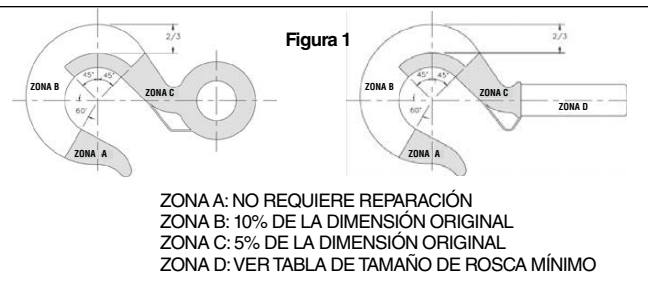 Figura 1
2/3
45° 45°
ZONA B
ZONA C
60°
ZONA A
2/3
45° 45°
ZONA B
ZONA C
ZONA D
60°
ZONA A
ZONA A: NO REQUIERE REPARACIÓN
ZONA B: 10% DE LA DIMENSIÓN ORIGINAL
ZONA C: 5% DE LA DIMENSIÓN ORIGINAL
ZONA D: VER TABLA DE TAMAÑO DE ROSCA MÍNIMO